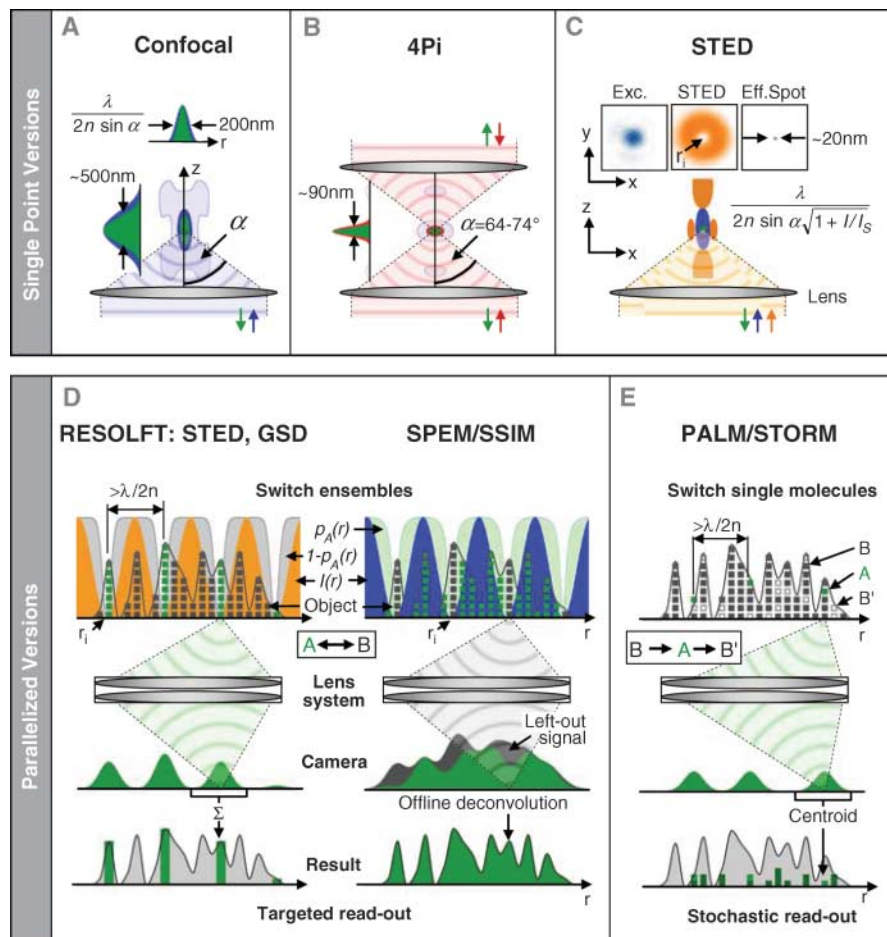 Single Point Versions
A
Confocal
λ
2n sin α
200nm
r
z
~500nm
α
B
4Pi
~90nm
α=64-74°
C
STED
Exc.
STED
Eff.Spot
y
r_i
~20nm
x
z
x
λ
2n sin α√1 + I/I_S
Lens
Parallelized Versions
D
RESOLFT: STED, GSD
SPEM/SSIM
>λ/2n
Switch ensembles
p_A(r)
1-p_A(r)
I(r)
Object
r_i
r_i
r
A ↔ B
Lens
system
Left-out
signal
Camera
Σ
Offline deconvolution
Result
r
r
Targeted read-out
E
PALM/STORM
Switch single molecules
>λ/2n
B
A
B'
r
B → A → B'
Centroid
r
Stochastic read-out